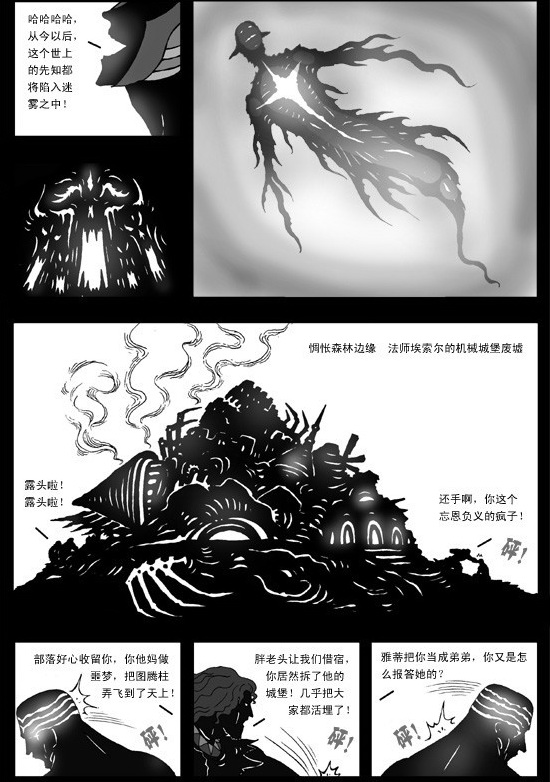 哈哈哈哈，
从今以后，
这个世上
的先知都
将陷入迷
雾之中！
惆怅森林边缘　法师埃索尔的机械城堡废墟
露头啦！
露头啦！
还手啊，你这个
忘恩负义的疯子！
砰！
部落好心收留你，你他妈做
噩梦，把图腾柱
弄飞到了天上！
砰！
胖老头让我们借宿，
你居然拆了他的
城堡！几乎把大
家都活埋了！
砰！
雅蒂把你当成弟弟，你又是怎
么报答她的？
砰！